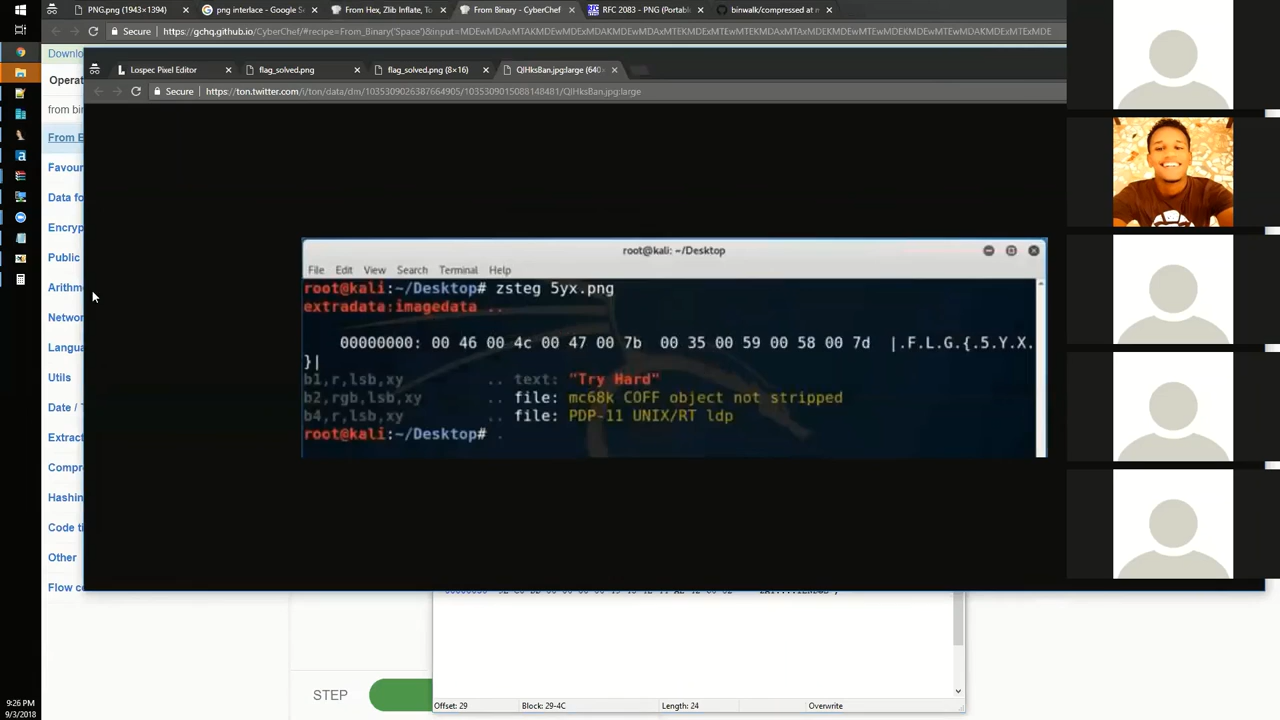 PNG.png (1943×1394)
png interlace - Google Se
From Hex, Zlib Inflate, To
From Binary - CyberChef
RFC 2083 - PNG (Portab
binwalk/compressed at m
Secure
https://gchq.github.io/CyberChef/#recipe=From_Binary('Space')&input=
Downlo
Lospec Pixel Editor
flag_solved.png
flag_solved.png (8×16)
QIHks8an.jpg:large (640
Operat
Secure
https://ton.twitter.com/i/ton/data/dm/1035309026387664905/1035309015088148481/QIHks8an.jpg:large
from bin
From B
Favour
Data fo
Encryp
Public
Arithme
Networ
Langua
Utils
Date /
Extract
Compre
Hashin
Code ti
Other
Flow co
root@kali: ~/Desktop
File Edit View Search Terminal Help
root@kali:~/Desktop# zsteg 5yx.png
extradata:imagedata ..
00000000: 00 46 00 4c 00 47 00 7b 00 35 00 59 00 58 00 7d |.F.L.G.{.5.Y.X.
}|
b1,r,lsb,xy .. text: "Try Hard"
b2,rgb,lsb,xy .. file: mc68k COFF object not stripped
b4,r,lsb,xy .. file: PDP-11 UNIX/RT ldp
root@kali:~/Desktop# .
STEP
Offset: 29
Block: 29-4C
Length: 24
Overwrite
9:26 PM
9/3/2018